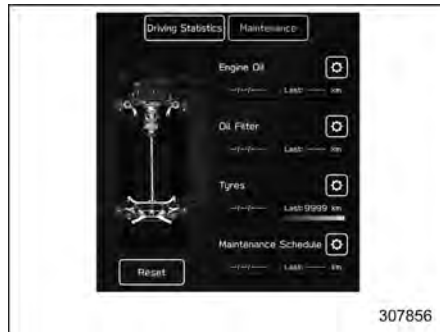 Driving Statistics Maintenance
Engine Oil
--/--/---- Last: ---- km
Oil Filter
--/--/---- Last: ---- km
Tyres
--/--/---- Last:9999 km
Maintenance Schedule
--/--/---- Last: ---- km
Reset
307856